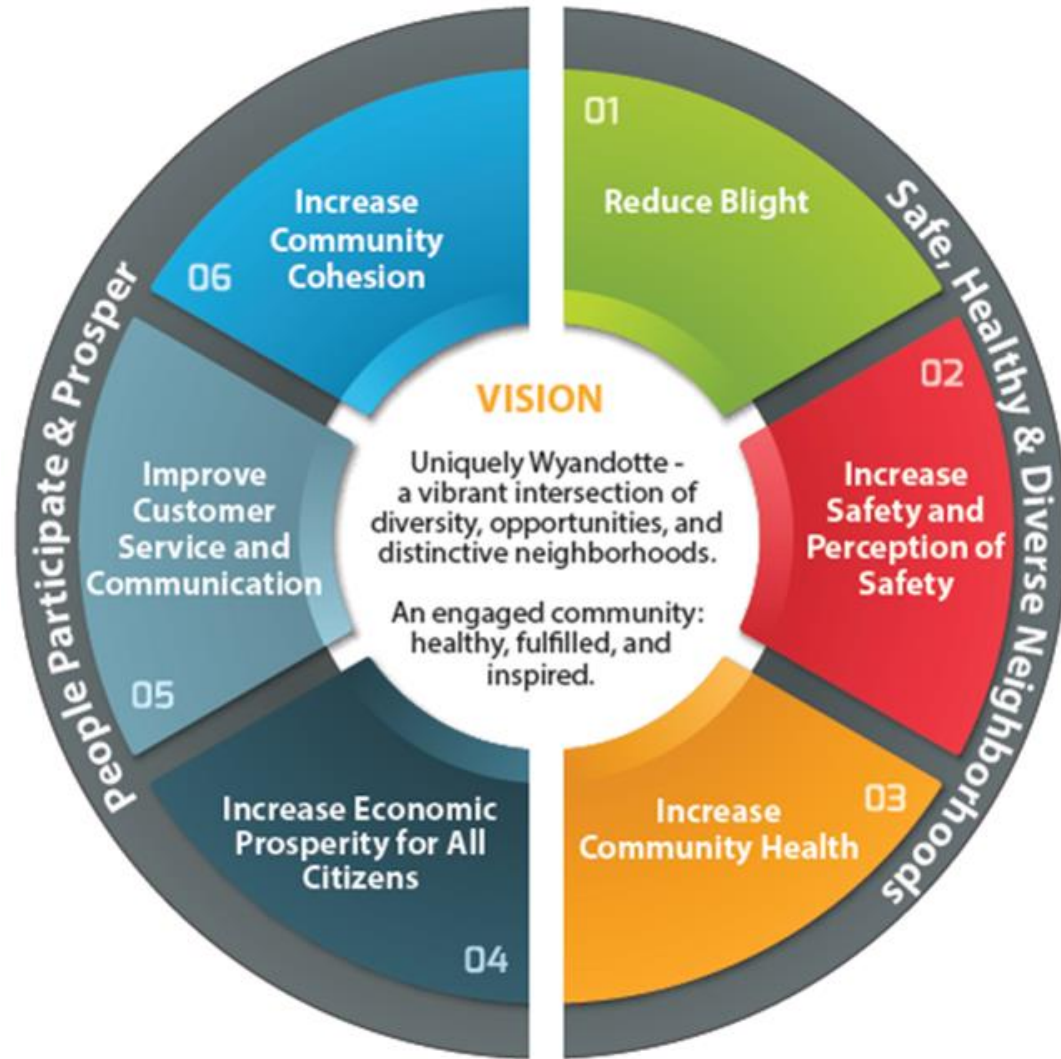 01
Reduce Blight
02
Increase
Safety and
Perception of
Safety
03
Increase
Community Health
04
Increase Economic
Prosperity for All
Citizens
05
Improve
Customer
Service and
Communication
06
Increase
Community
Cohesion
Safe, Healthy & Diverse Neighborhoods
People Participate & Prosper
VISION
Uniquely Wyandotte -
a vibrant intersection of
diversity, opportunities, and
distinctive neighborhoods.
An engaged community:
healthy, fulfilled, and
inspired.